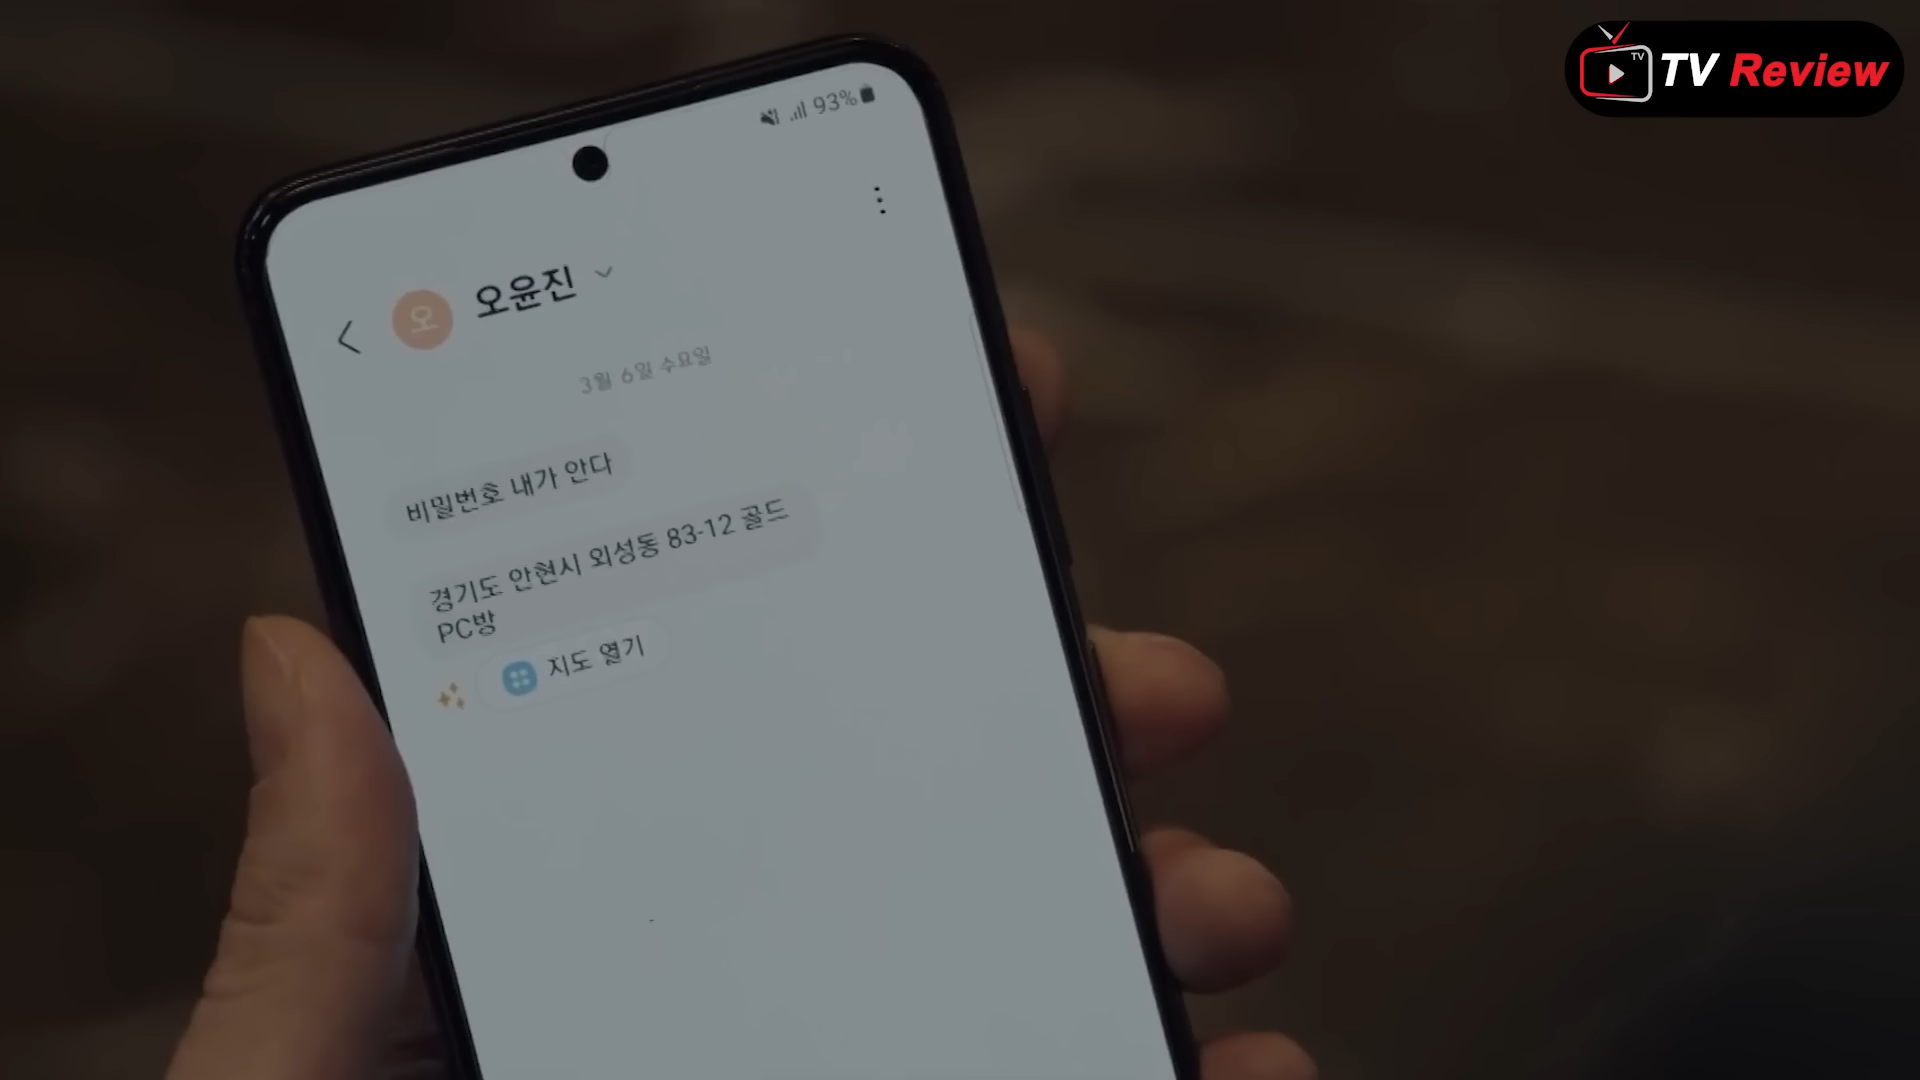 TV
TV Review
93%
오
오윤진
3월 6일 수요일
비밀번호 내가 안다
경기도 안현시 외성동 83-12 골드
PC방
지도 열기